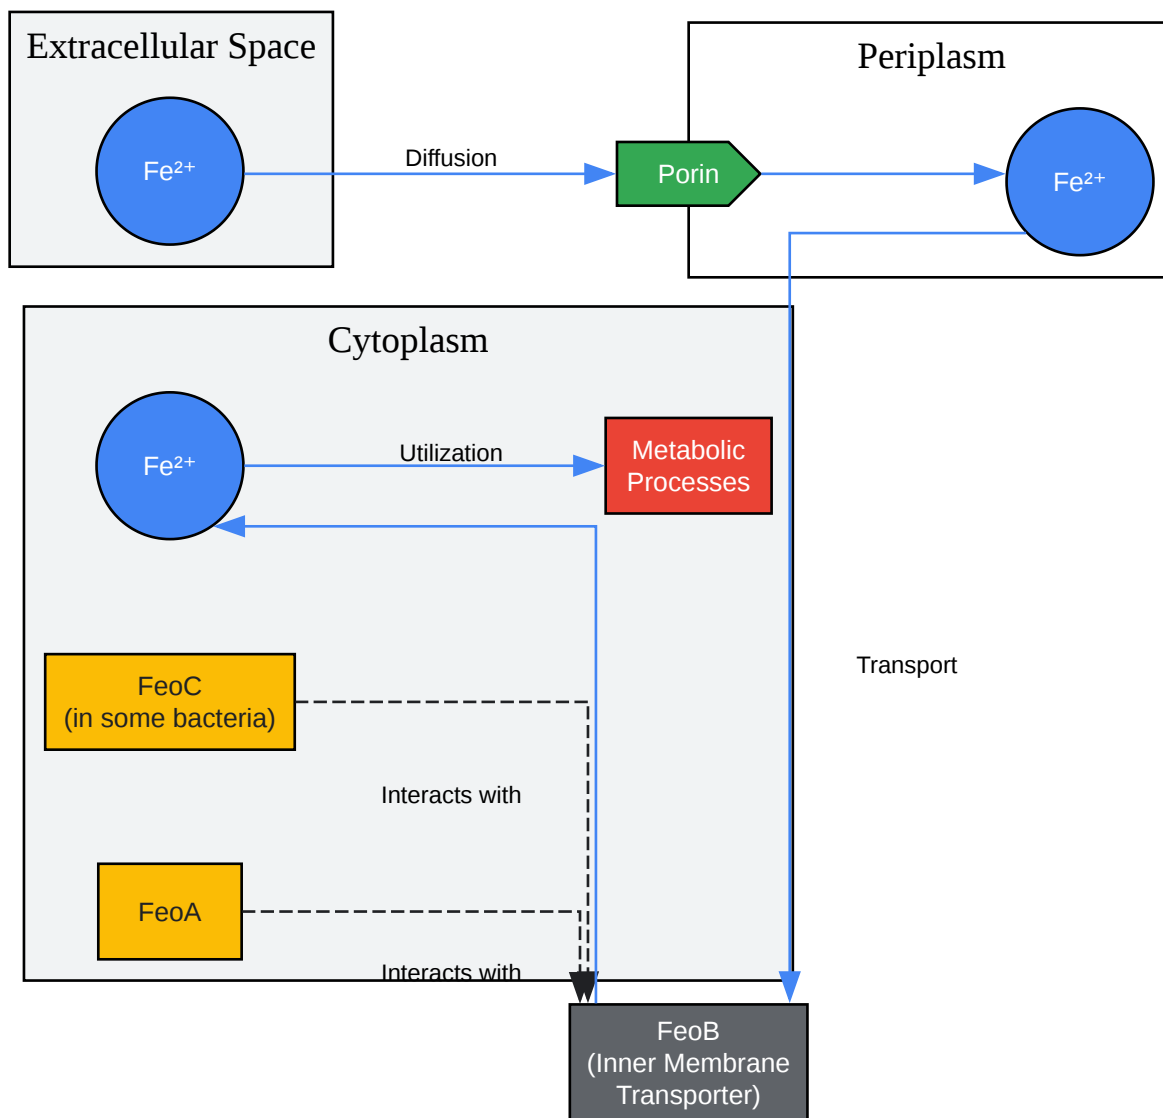 Extracellular Space
Periplasm
Fe²⁺
Diffusion
Porin
Fe²⁺
Cytoplasm
Fe²⁺
Utilization
Metabolic
Processes
Transport
FeoC
(in some bacteria)
Interacts with
FeoA
Interacts with
FeoB
(Inner Membrane
Transporter)